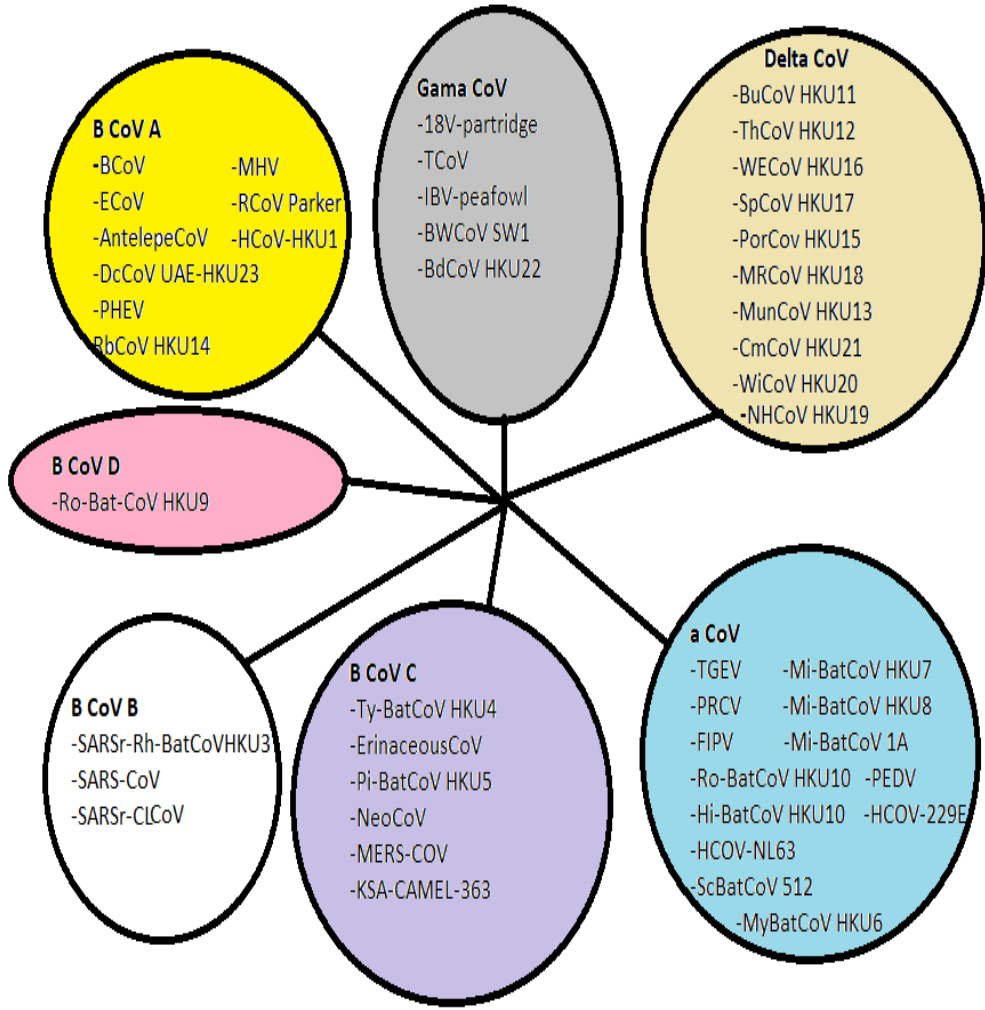 B CoV A
-BCoV -MHV
-ECoV -RCoV Parker
-AntelepeCoV -HCoV-HKU1
-DcCoV UAE-HKU23
-PHEV
RbCoV HKU14
Gama CoV
-18V-partridge
-TCoV
-IBV-peafowl
-BWCoV SW1
-BdCoV HKU22
Delta CoV
-BuCoV HKU11
-ThCoV HKU12
-WECoV HKU16
-SpCoV HKU17
-PorCov HKU15
-MRCoV HKU18
-MunCoV HKU13
-CmCoV HKU21
-WiCoV HKU20
-NHCoV HKU19
B CoV D
-Ro-Bat-CoV HKU9
B CoV B
-SARSr-Rh-BatCoVHKU3
-SARS-CoV
-SARSr-CLCoV
B CoV C
-Ty-BatCoV HKU4
-ErinaceousCoV
-Pi-BatCoV HKU5
-NeoCoV
-MERS-COV
-KSA-CAMEL-363
a CoV
-TGEV -Mi-BatCoV HKU7
-PRCV -Mi-BatCoV HKU8
-FIPV -Mi-BatCoV 1A
-Ro-BatCoV HKU10 -PEDV
-Hi-BatCoV HKU10 -HCOV-229E
-HCOV-NL63
-ScBatCoV 512
-MyBatCoV HKU6